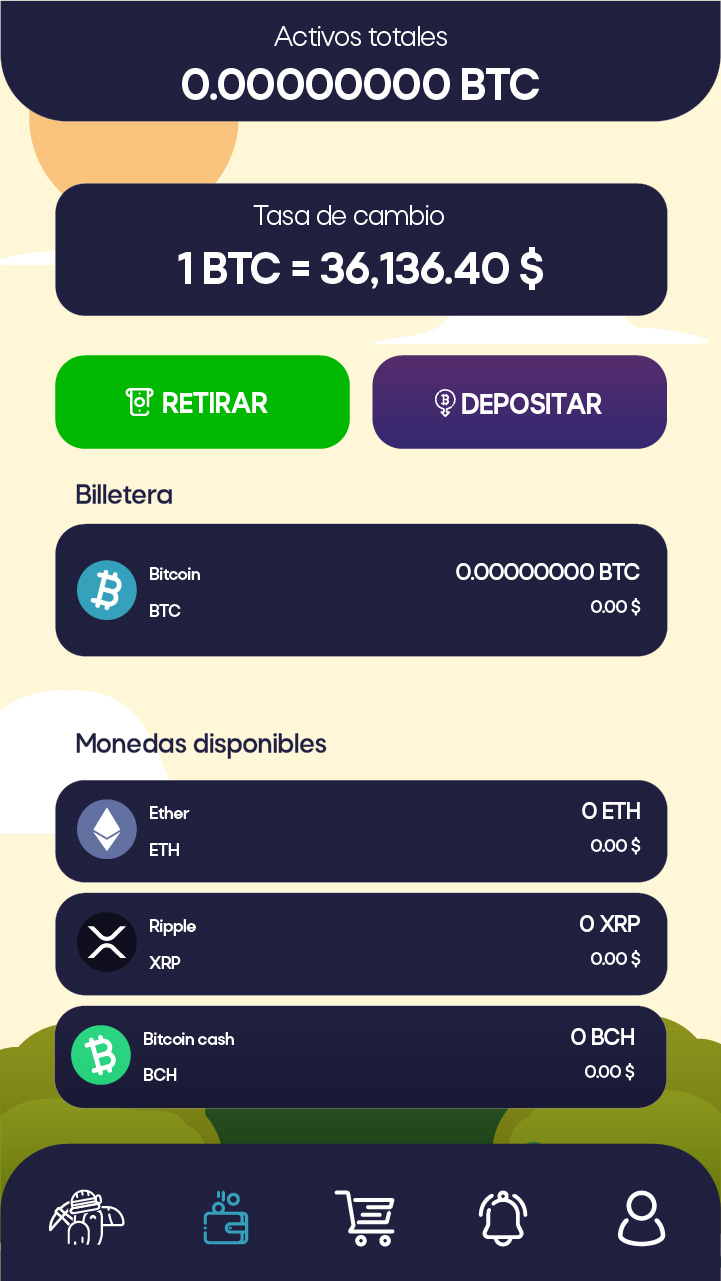 Activos totales
0.00000000 BTC
Tasa de cambio
1 BTC = 36,136.40 $
RETIRAR
DEPOSITAR
Billetera
Bitcoin
0.00000000 BTC
BTC
0.00 $
Monedas disponibles
Ether
0 ETH
ETH
0.00 $
Ripple
0 XRP
XRP
0.00 $
Bitcoin cash
0 BCH
BCH
0.00 $